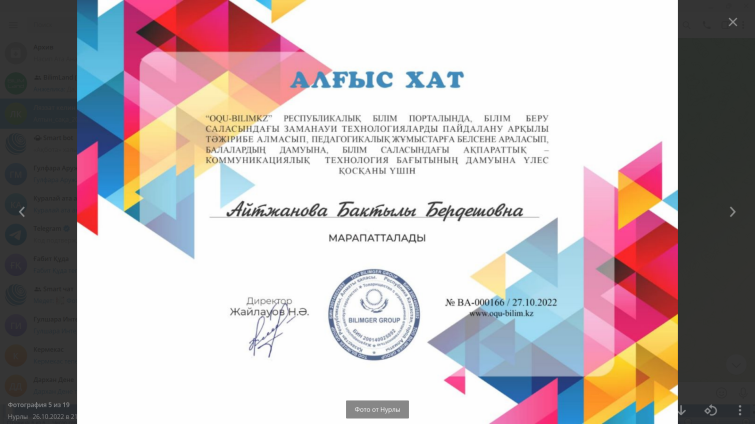 АЛҒЫС ХАТ
“OQU-BILIMKZ” РЕСПУБЛИКАЛЫҚ БІЛІМ ПОРТАЛЫНДА, БІЛІМ БЕРУ
САЛАСЫНДАҒЫ ЗАМАНАУИ ТЕХНОЛОГИЯЛАРДЫ ПАЙДАЛАНУ АРҚЫЛЫ
ТӘЖІРИБЕ АЛМАСЫП, ПЕДАГОГИКАЛЫҚ ЖҰМЫСТАРҒА БЕЛСЕНЕ АРАЛАСЫП,
БАЛАЛАРДЫҢ ДАМУЫНА, БІЛІМ САЛАСЫНДАҒЫ АҚПАРАТТЫҚ –
КОММУНИКАЦИЯЛЫҚ ТЕХНОЛОГИЯ БАҒЫТЫНЫҢ ДАМУЫНА ҮЛЕС
ҚОСҚАНЫ ҮШІН
Айтжанова Бактылы Бердешовна
МАРАПАТТАЛАДЫ
Директор
Жайлауов Н.Ә.
BILIMGER GROUP
№ BA-000166 / 27.10.2022
www.oqu-bilim.kz
Фотография 5 из 19
Нурлы 26.10.2022 в 21
Фото от Нурлы